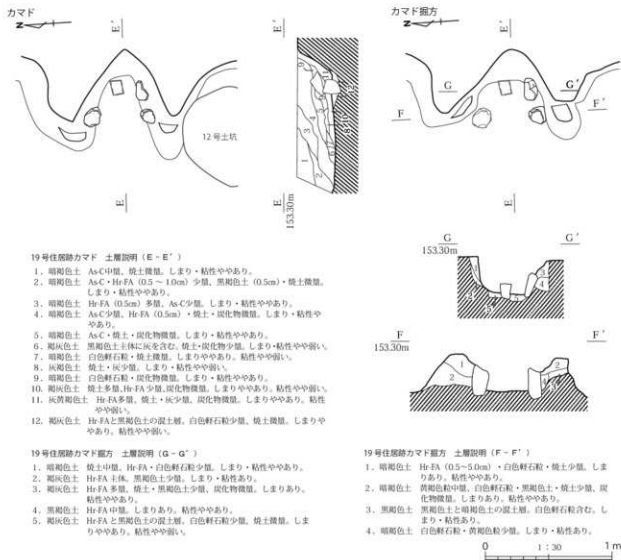 カマド
カマド掘方
N
E
E′
12号土坑
E
E′
E
153.30m
N
E′
G
G′
F
F′
E
G
153.30m
G′
F
153.30m
F′
19号住居跡カマド 土層説明（E - E′）
1．暗褐色土 As-C中量、焼土微量。しまり・粘性ややあり。
2．暗褐色土 As-C・Hr-FA（0.5 ～ 1.0cm）少量、黒褐色土（0.5cm）・焼土微量。
しまり・粘性ややあり。
3．暗褐色土 Hr-FA（0.5cm）多量、As-C少量。しまり・粘性ややあり。
4．暗褐色土 As-C少量、Hr-FA（0.5cm）・焼土・炭化物微量。しまり・粘性や
やあり。
5．暗褐色土 As-C・焼土・炭化物微量。しまり・粘性ややあり。
6．褐灰色土 黒褐色土主体に灰を含む。焼土・炭化物少量。しまり・粘性やや弱い。
7．暗褐色土 白色軽石粒・焼土微量。しまりややあり。粘性やや弱い。
8．灰褐色土 焼土・灰少量。しまり・粘性ややあり。
9．暗褐色土 白色軽石粒・炭化物微量。しまり・粘性ややあり。
10．褐灰色土 焼土多量、Hr-FA少量、炭化物微量。しまりややあり。粘性やや弱い。
11．灰黄褐色土 Hr-FA多量、焼土・灰少量、炭化物微量。しまりややあり。粘性
やや弱い。
12．褐灰色土 Hr-FAと黒褐色土の混土層。白色軽石粒少量、焼土微量。しまりや
やあり。粘性やや弱い。
19号住居跡カマド掘方 土層説明（G - G′）
1．暗褐色土 焼土中量、Hr-FA・白色軽石粒少量。しまり・粘性ややあり。
2．暗褐色土 Hr-FA 主体。黒褐色土少量。しまり・粘性あり。
3．褐灰色土 Hr-FA 多量、焼土・黒褐色土少量、炭化物微量。しまりあり。
粘性ややあり。
4．黒褐色土 Hr-FA 中量。しまりあり。粘性ややあり。
5．褐灰色土 Hr-FAと黒褐色土の混土層。白色軽石粒少量、焼土微量。しま
りややあり。粘性やや弱い。
19号住居跡カマド掘方 土層説明（F - F′）
1．暗褐色土 Hr-FA（0.5～5.0cm）・白色軽石粒・焼土少量。しま
りあり。粘性ややあり。
2．暗褐色土 黄褐色粒中量、白色軽石粒・黒褐色土・焼土少量、炭
化物微量。しまりあり。粘性ややあり。
3．黒褐色土 黒褐色土と暗褐色土の混土層。白色軽石粒含む。し
まり・粘性あり。
4．暗褐色土 白色軽石粒・黄褐色粒少量。しまり・粘性あり。
0
1：30
1m